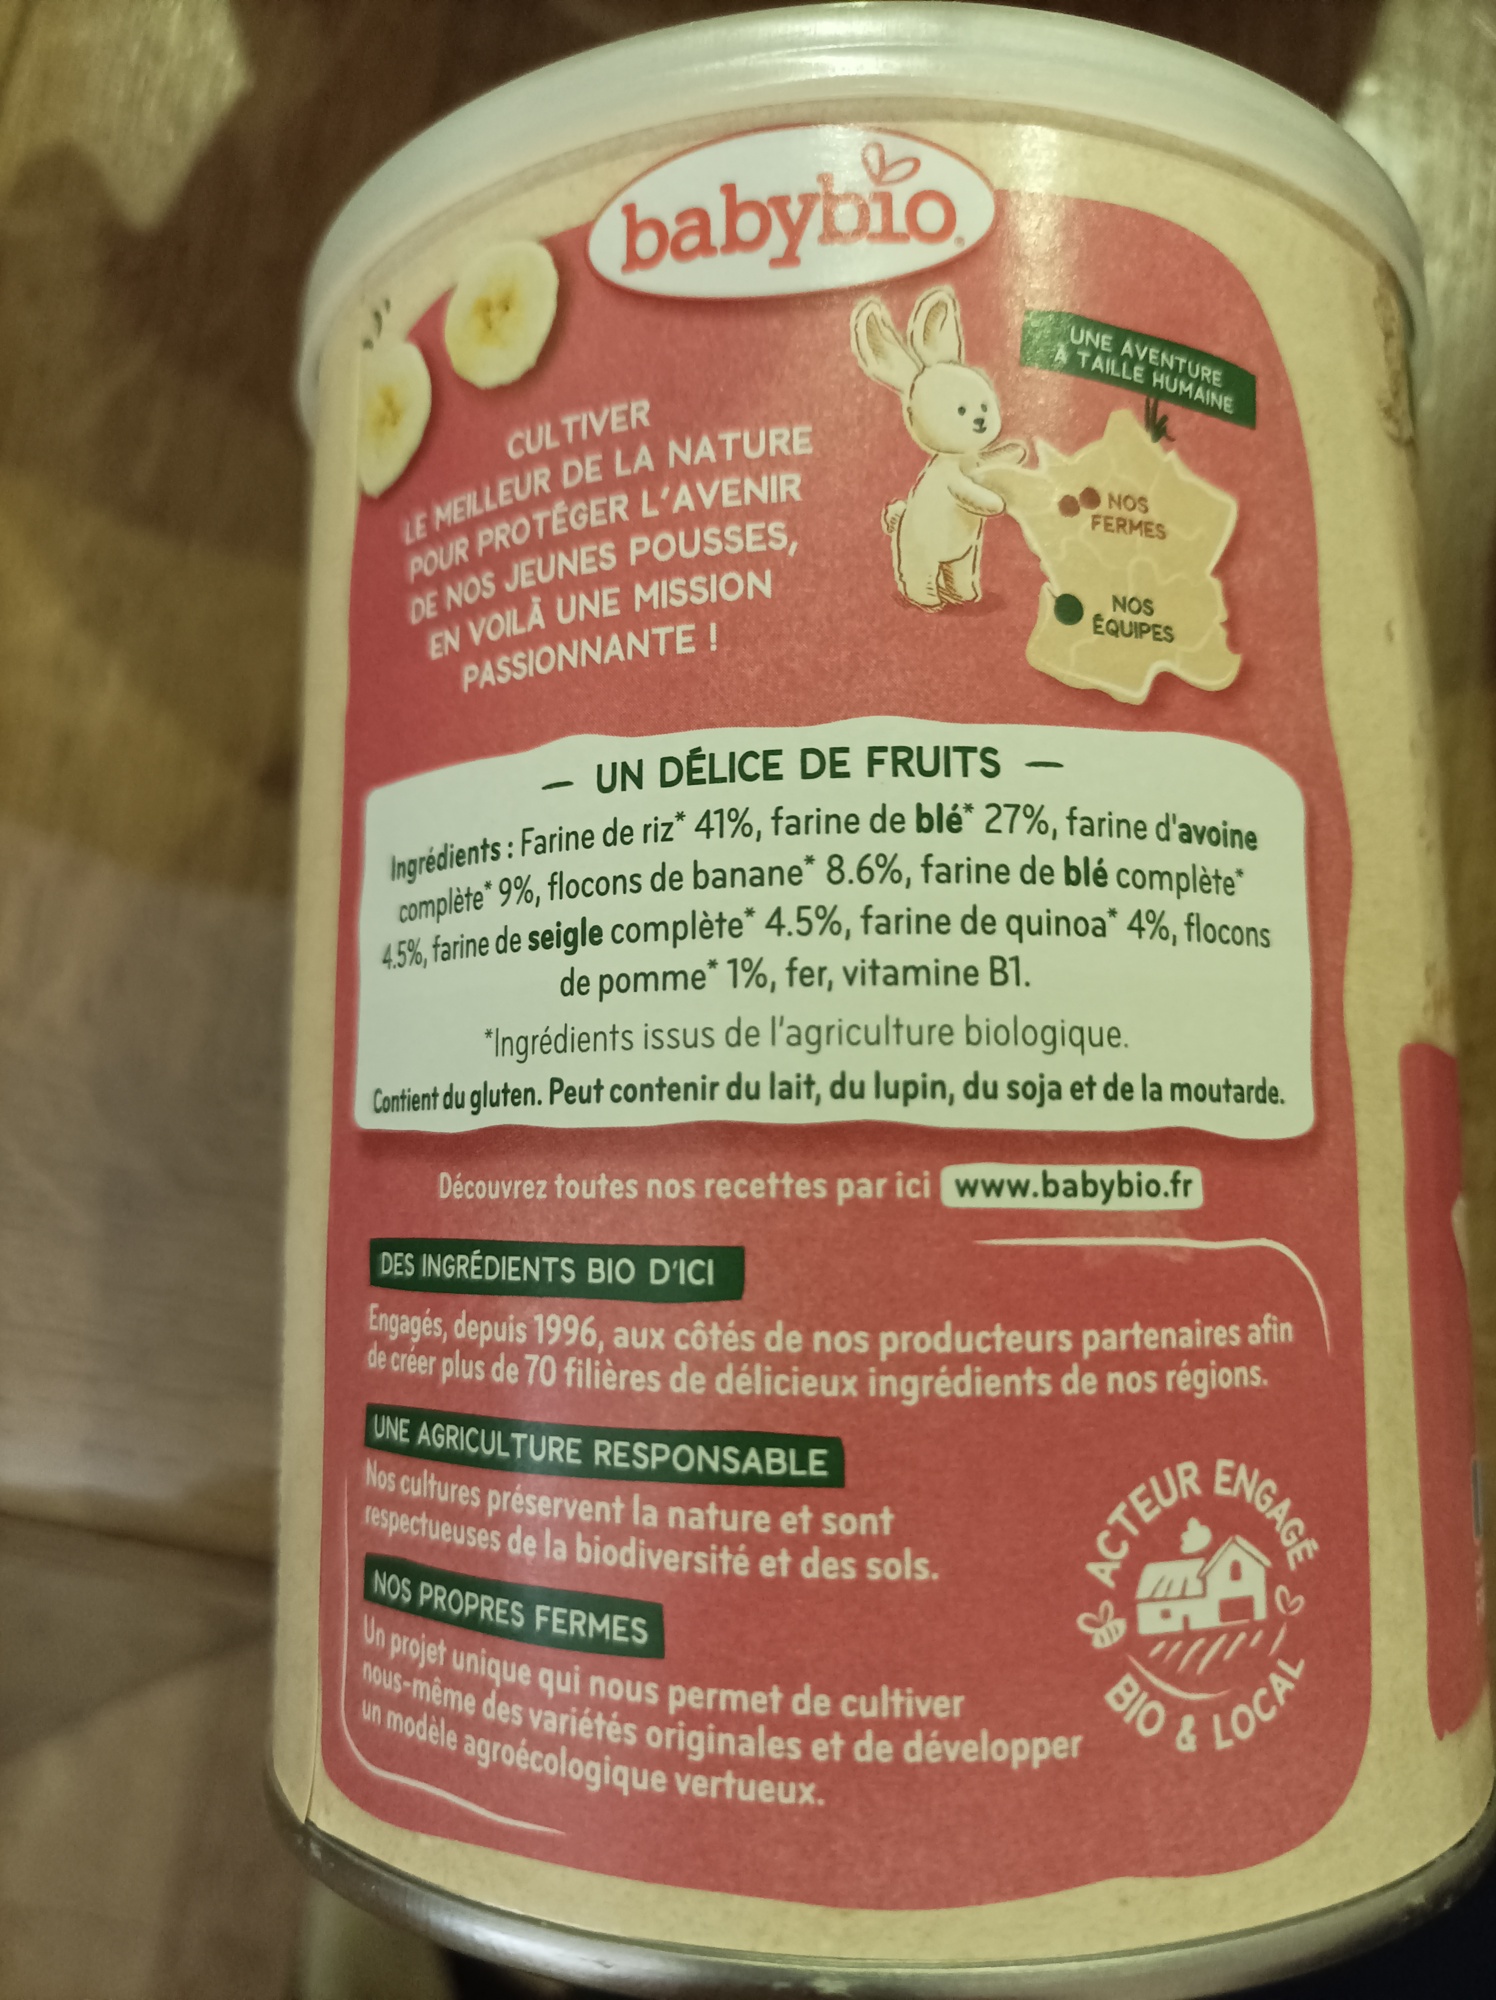 babybio
UNE AVENTURE
À TAILLE HUMAINE
CULTIVER
LE MEILLEUR DE LA NATURE
POUR PROTÉGER L'AVENIR
DE NOS JEUNES POUSSES,
EN VOILÀ UNE MISSION
PASSIONNANTE !
NOS
FERMES
NOS
ÉQUIPES
— UN DÉLICE DE FRUITS —
Ingrédients : Farine de riz* 41%, farine de blé* 27%, farine d'avoine
complète* 9%, flocons de banane* 8.6%, farine de blé complète*
4.5%, farine de seigle complète* 4.5%, farine de quinoa* 4%, flocons
de pomme* 1%, fer, vitamine B1.
*Ingrédients issus de l'agriculture biologique.
Contient du gluten. Peut contenir du lait, du lupin, du soja et de la moutarde.
Découvrez toutes nos recettes par ici www.babybio.fr
DES INGRÉDIENTS BIO D'ICI
Engagés, depuis 1996, aux côtés de nos producteurs partenaires afin
de créer plus de 70 filières de délicieux ingrédients de nos régions.
UNE AGRICULTURE RESPONSABLE
Nos cultures préservent la nature et sont
respectueuses de la biodiversité et des sols.
NOS PROPRES FERMES
Un projet unique qui nous permet de cultiver
nous-même des variétés originales et de développer
un modèle agroécologique vertueux.
ACTEUR ENGAGÉ
BIO & LOCAL